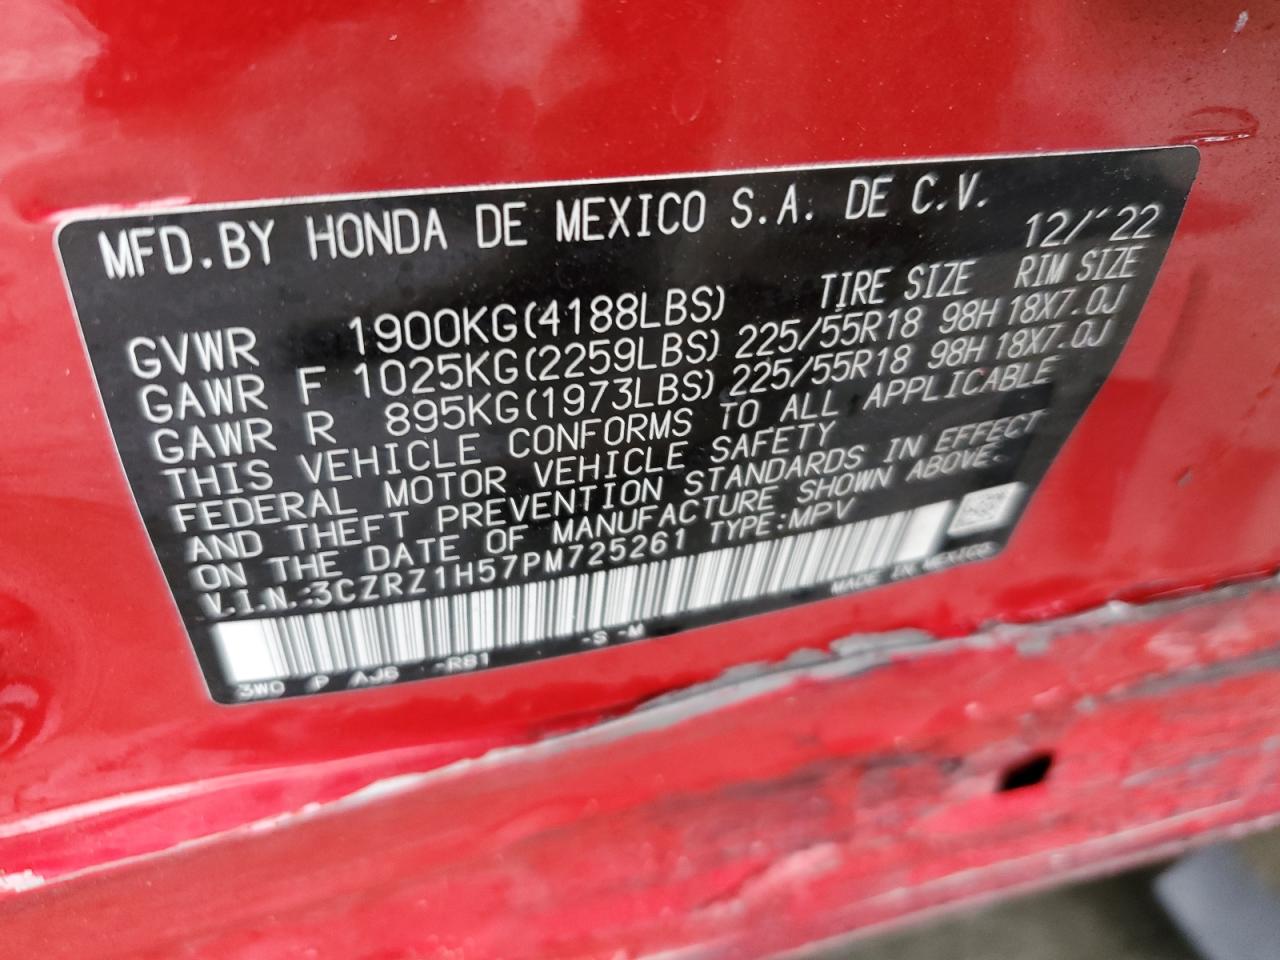 MFD.BY HONDA DE MEXICO S.A. DE C.V.
12/´22
TIRE SIZE RIM SIZE
GVWR 1900KG(4188LBS)
GAWR F 1025KG(2259LBS) 225/55R18 98H 18X7.0J
GAWR R 895KG(1973LBS) 225/55R18 98H 18X7.0J
THIS VEHICLE CONFORMS TO ALL APPLICABLE
FEDERAL MOTOR VEHICLE SAFETY
AND THEFT PREVENTION STANDARDS IN EFFECT
ON THE DATE OF MANUFACTURE SHOWN ABOVE.
V.I.N.:3CZRZ1H57PM725261 TYPE:MPV
MADE IN MEXICO
3W0 P AJ6 -R81 -S -M